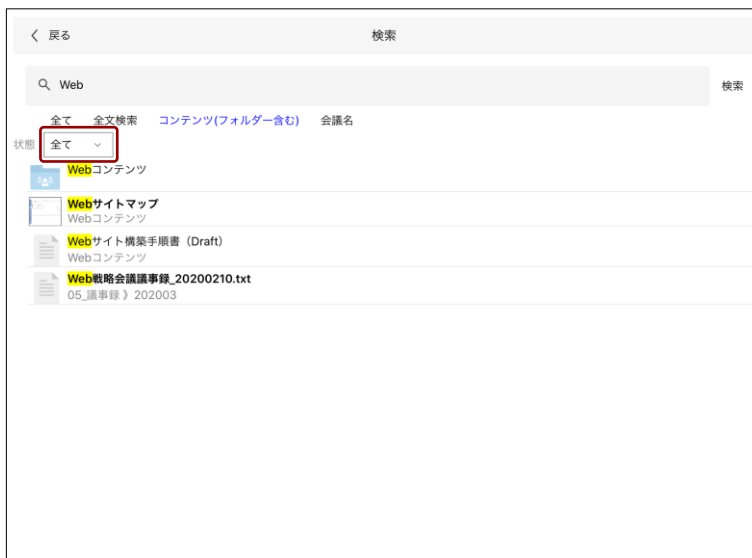 戻る 検索
Web 検索
全て 全文検索 コンテンツ(フォルダー含む) 会議名
状態 全て
Webコンテンツ
Webサイトマップ
Webコンテンツ
Webサイト構築手順書（Draft）
Webコンテンツ
Web戦略会議議事録_20200210.txt
05_議事録 》202003